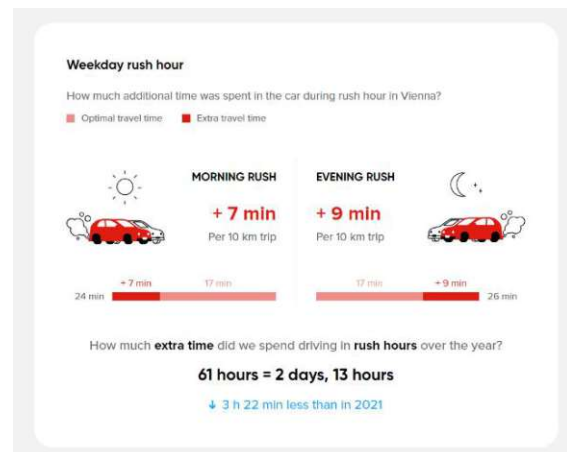 Weekday rush hour
How much additional time was spent in the car during rush hour in Vienna?
Optimal travel time Extra travel time
MORNING RUSH
+ 7 min
Per 10 km trip
EVENING RUSH
+ 9 min
Per 10 km trip
+ 7 min 17 min
24 min
17 min + 9 min
26 min
How much extra time did we spend driving in rush hours over the year?
61 hours = 2 days, 13 hours
↓ 3 h 22 min less than in 2021